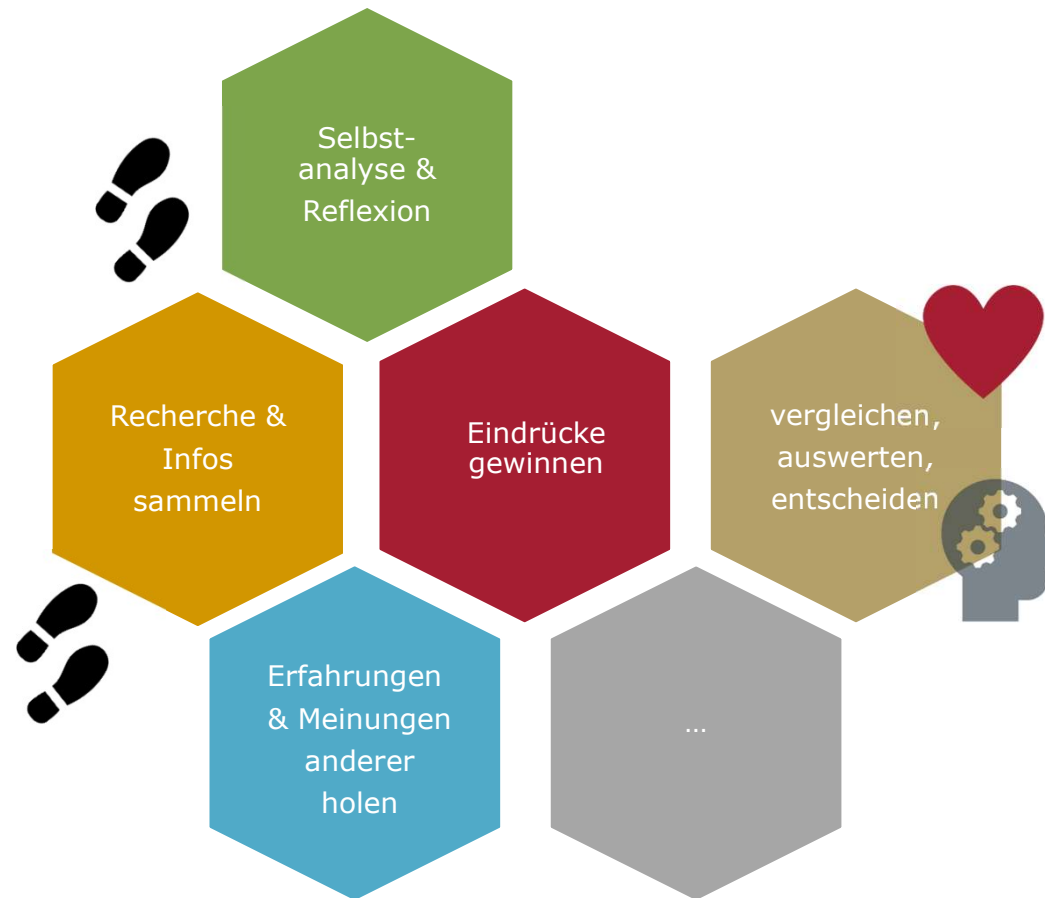 Selbst-
analyse &
Reflexion
Recherche &
Infos
sammeln
Eindrücke
gewinnen
vergleichen,
auswerten,
entscheiden
Erfahrungen
& Meinungen
anderer
holen
…